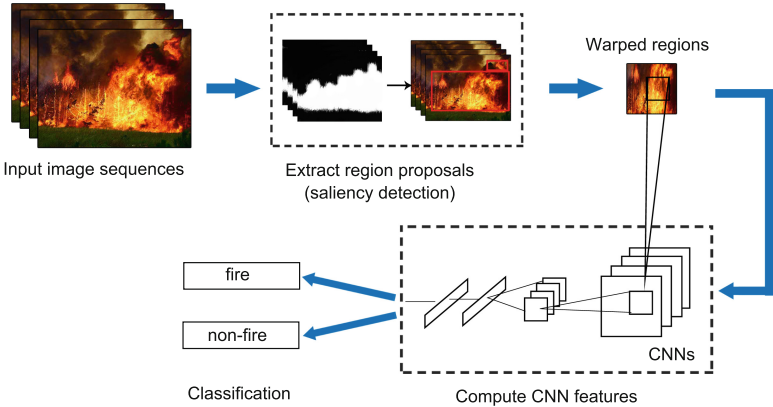 Warped regions
Input image sequences
Extract region proposals
(saliency detection)
fire
non-fire
CNNs
Classification
Compute CNN features